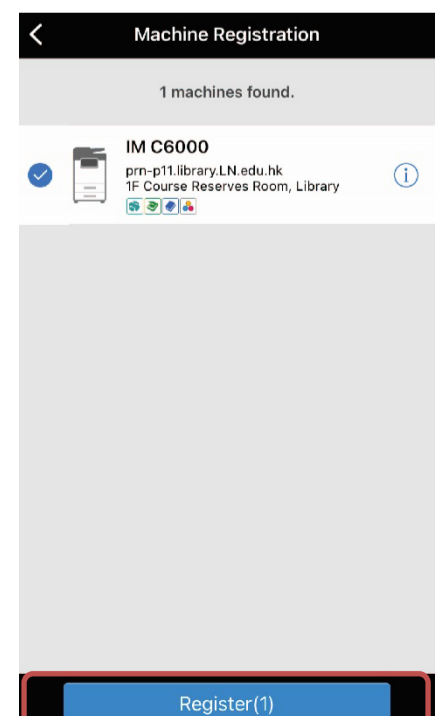 Machine Registration
1 machines found.
IM C6000
prn-p11.library.LN.edu.hk
1F Course Reserves Room, Library
Register(1)